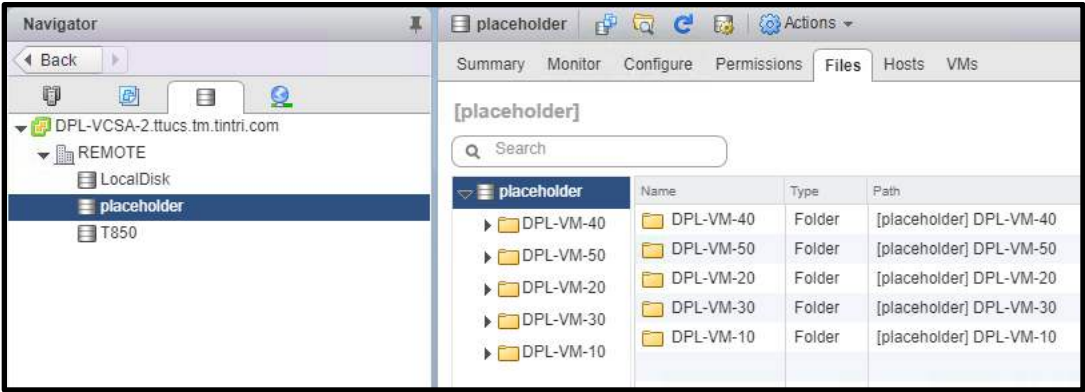 Navigator
Back
DPL-VCSA-2.ttucs.tm.tintri.com
REMOTE
LocalDisk
placeholder
T850
placeholder Actions
Summary Monitor Configure Permissions Files Hosts VMs
[placeholder]
Search
placeholder
DPL-VM-40
DPL-VM-50
DPL-VM-20
DPL-VM-30
DPL-VM-10
Name Type Path
DPL-VM-40 Folder [placeholder] DPL-VM-40
DPL-VM-50 Folder [placeholder] DPL-VM-50
DPL-VM-20 Folder [placeholder] DPL-VM-20
DPL-VM-30 Folder [placeholder] DPL-VM-30
DPL-VM-10 Folder [placeholder] DPL-VM-10